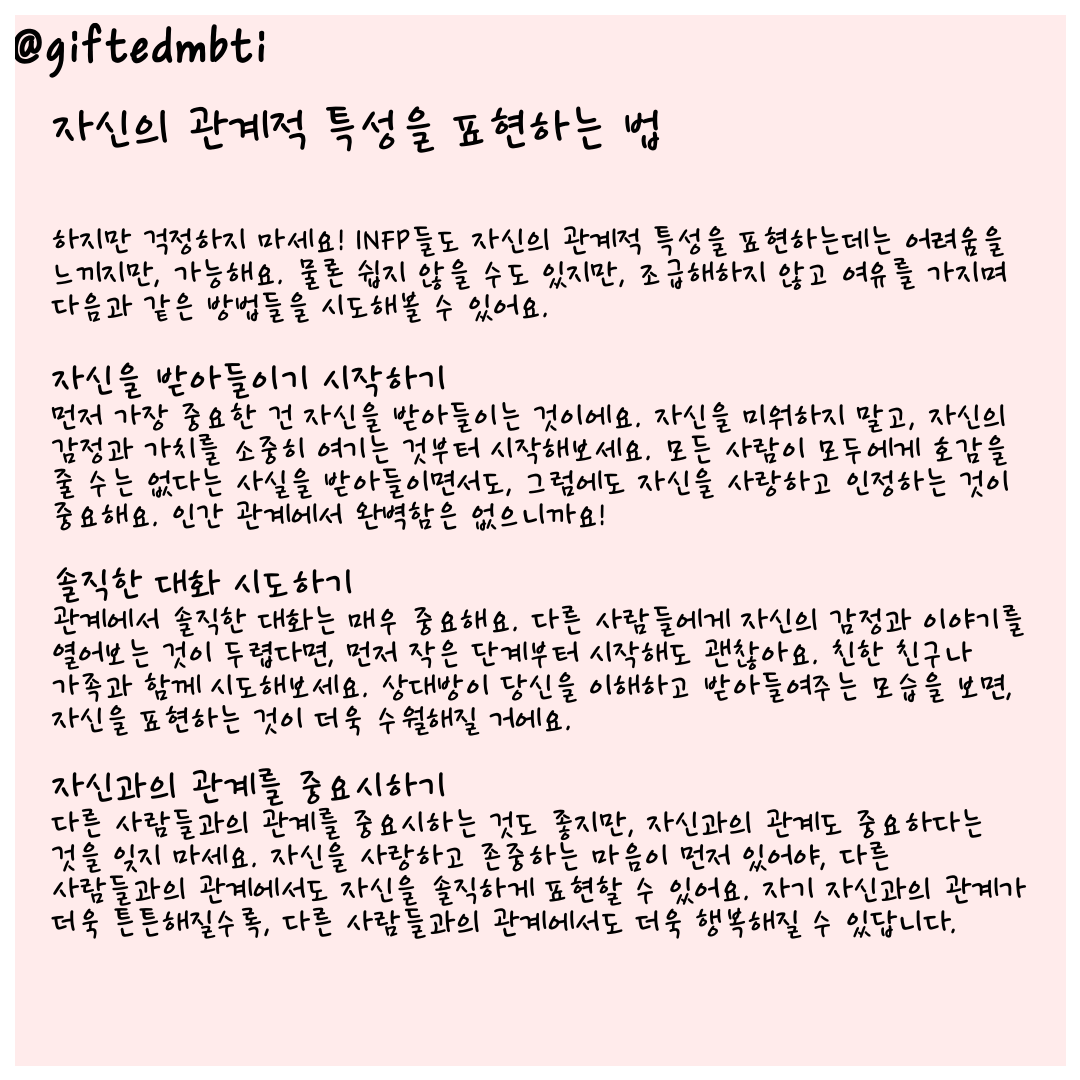 @giftedmbti
자신의 관계적 특성을 표현하는 법
하지만 걱정하지 마세요! INFP들도 자신의 관계적 특성을 표현하는데는 어려움을
느끼지만, 가능해요. 물론 쉽지 않을 수도 있지만, 조급해하지 않고 여유를 가지며
다음과 같은 방법들을 시도해볼 수 있어요.
자신을 받아들이기 시작하기
먼저 가장 중요한 건 자신을 받아들이는 것이에요. 자신을 미워하지 말고, 자신의
감정과 가치를 소중히 여기는 것부터 시작해보세요. 모든 사람이 모두에게 호감을
줄 수는 없다는 사실을 받아들이면서도, 그럼에도 자신을 사랑하고 인정하는 것이
중요해요. 인간 관계에서 완벽함은 없으니까요!
솔직한 대화 시도하기
관계에서 솔직한 대화는 매우 중요해요. 다른 사람들에게 자신의 감정과 이야기를
열어보는 것이 두렵다면, 먼저 작은 단계부터 시작해도 괜찮아요. 친한 친구나
가족과 함께 시도해보세요. 상대방이 당신을 이해하고 받아들여주는 모습을 보면,
자신을 표현하는 것이 더욱 수월해질 거에요.
자신과의 관계를 중요시하기
다른 사람들과의 관계를 중요시하는 것도 좋지만, 자신과의 관계도 중요하다는
것을 잊지 마세요. 자신을 사랑하고 존중하는 마음이 먼저 있어야, 다른
사람들과의 관계에서도 자신을 솔직하게 표현할 수 있어요. 자기 자신과의 관계가
더욱 튼튼해질수록, 다른 사람들과의 관계에서도 더욱 행복해질 수 있답니다.